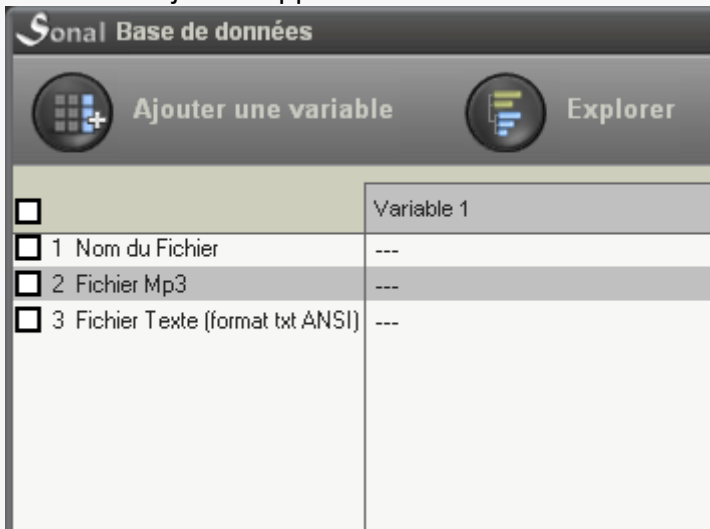 Sonal Base de données
Ajouter une variable Explorer
Variable 1
1 Nom du Fichier ---
2 Fichier Mp3 ---
3 Fichier Texte (format txt ANSI) ---